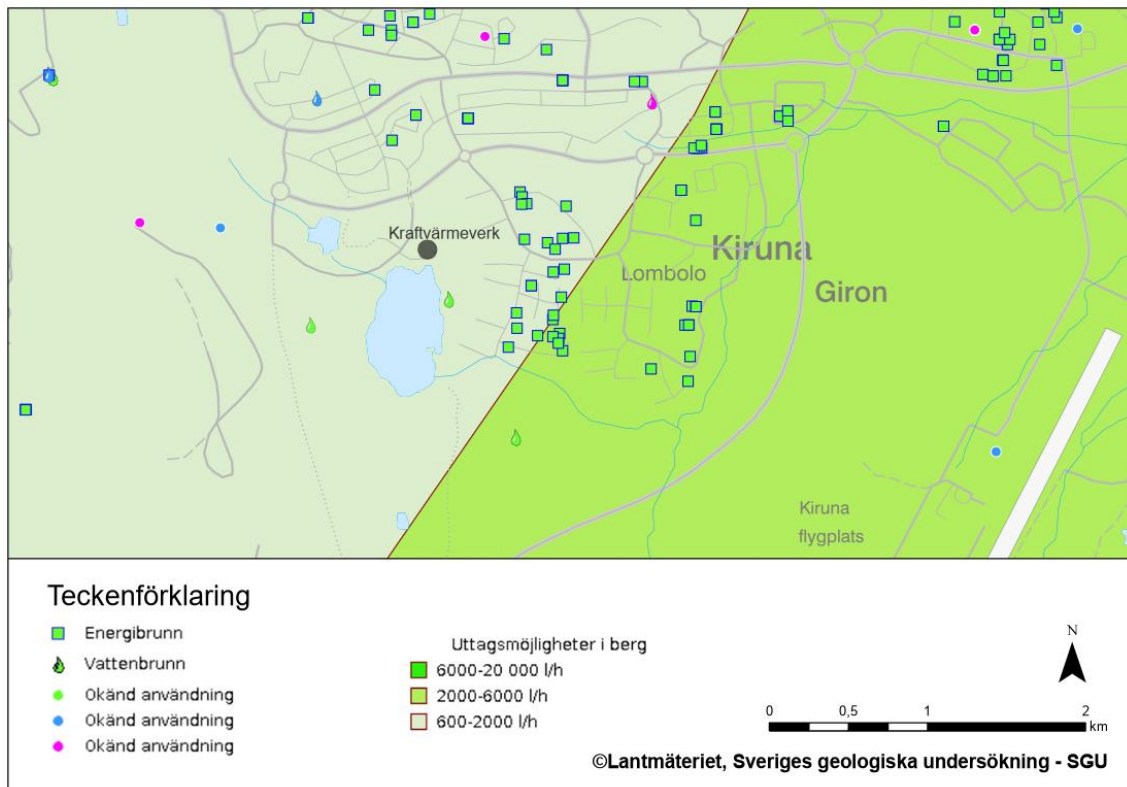 Kraftvärmeverk
Kiruna
Lombolo
Giron
Kiruna
flygplats
Teckenförklaring
Energibrunn
Vattenbrunn
Okänd användning
Okänd användning
Okänd användning
Uttagsmöjligheter i berg
6000-20 000 l/h
2000-6000 l/h
600-2000 l/h
N
0 0,5 1 2
km
©Lantmäteriet, Sveriges geologiska undersökning - SGU